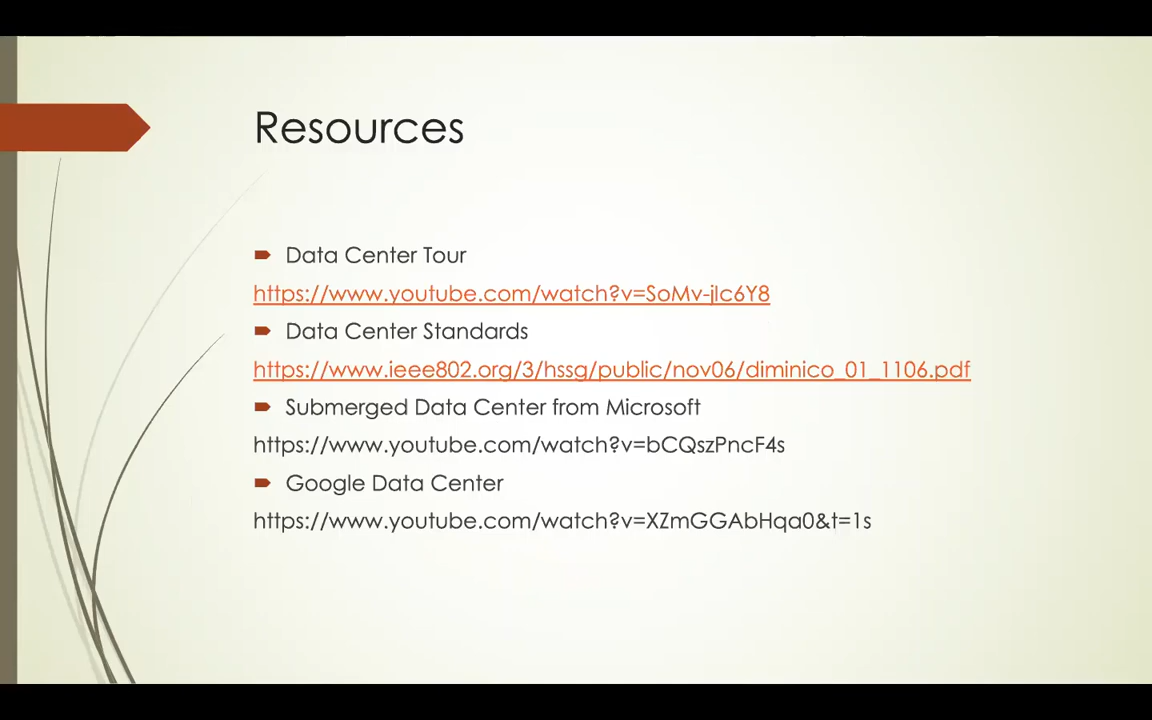 Resources
Data Center Tour
https://www.youtube.com/watch?v=SoMv-jIc6Y8
Data Center Standards
https://www.ieee802.org/3/hssg/public/nov06/diminico_01_1106.pdf
Submerged Data Center from Microsoft
https://www.youtube.com/watch?v=bCQszPncF4s
Google Data Center
https://www.youtube.com/watch?v=XZmGGAbHqa0&t=1s